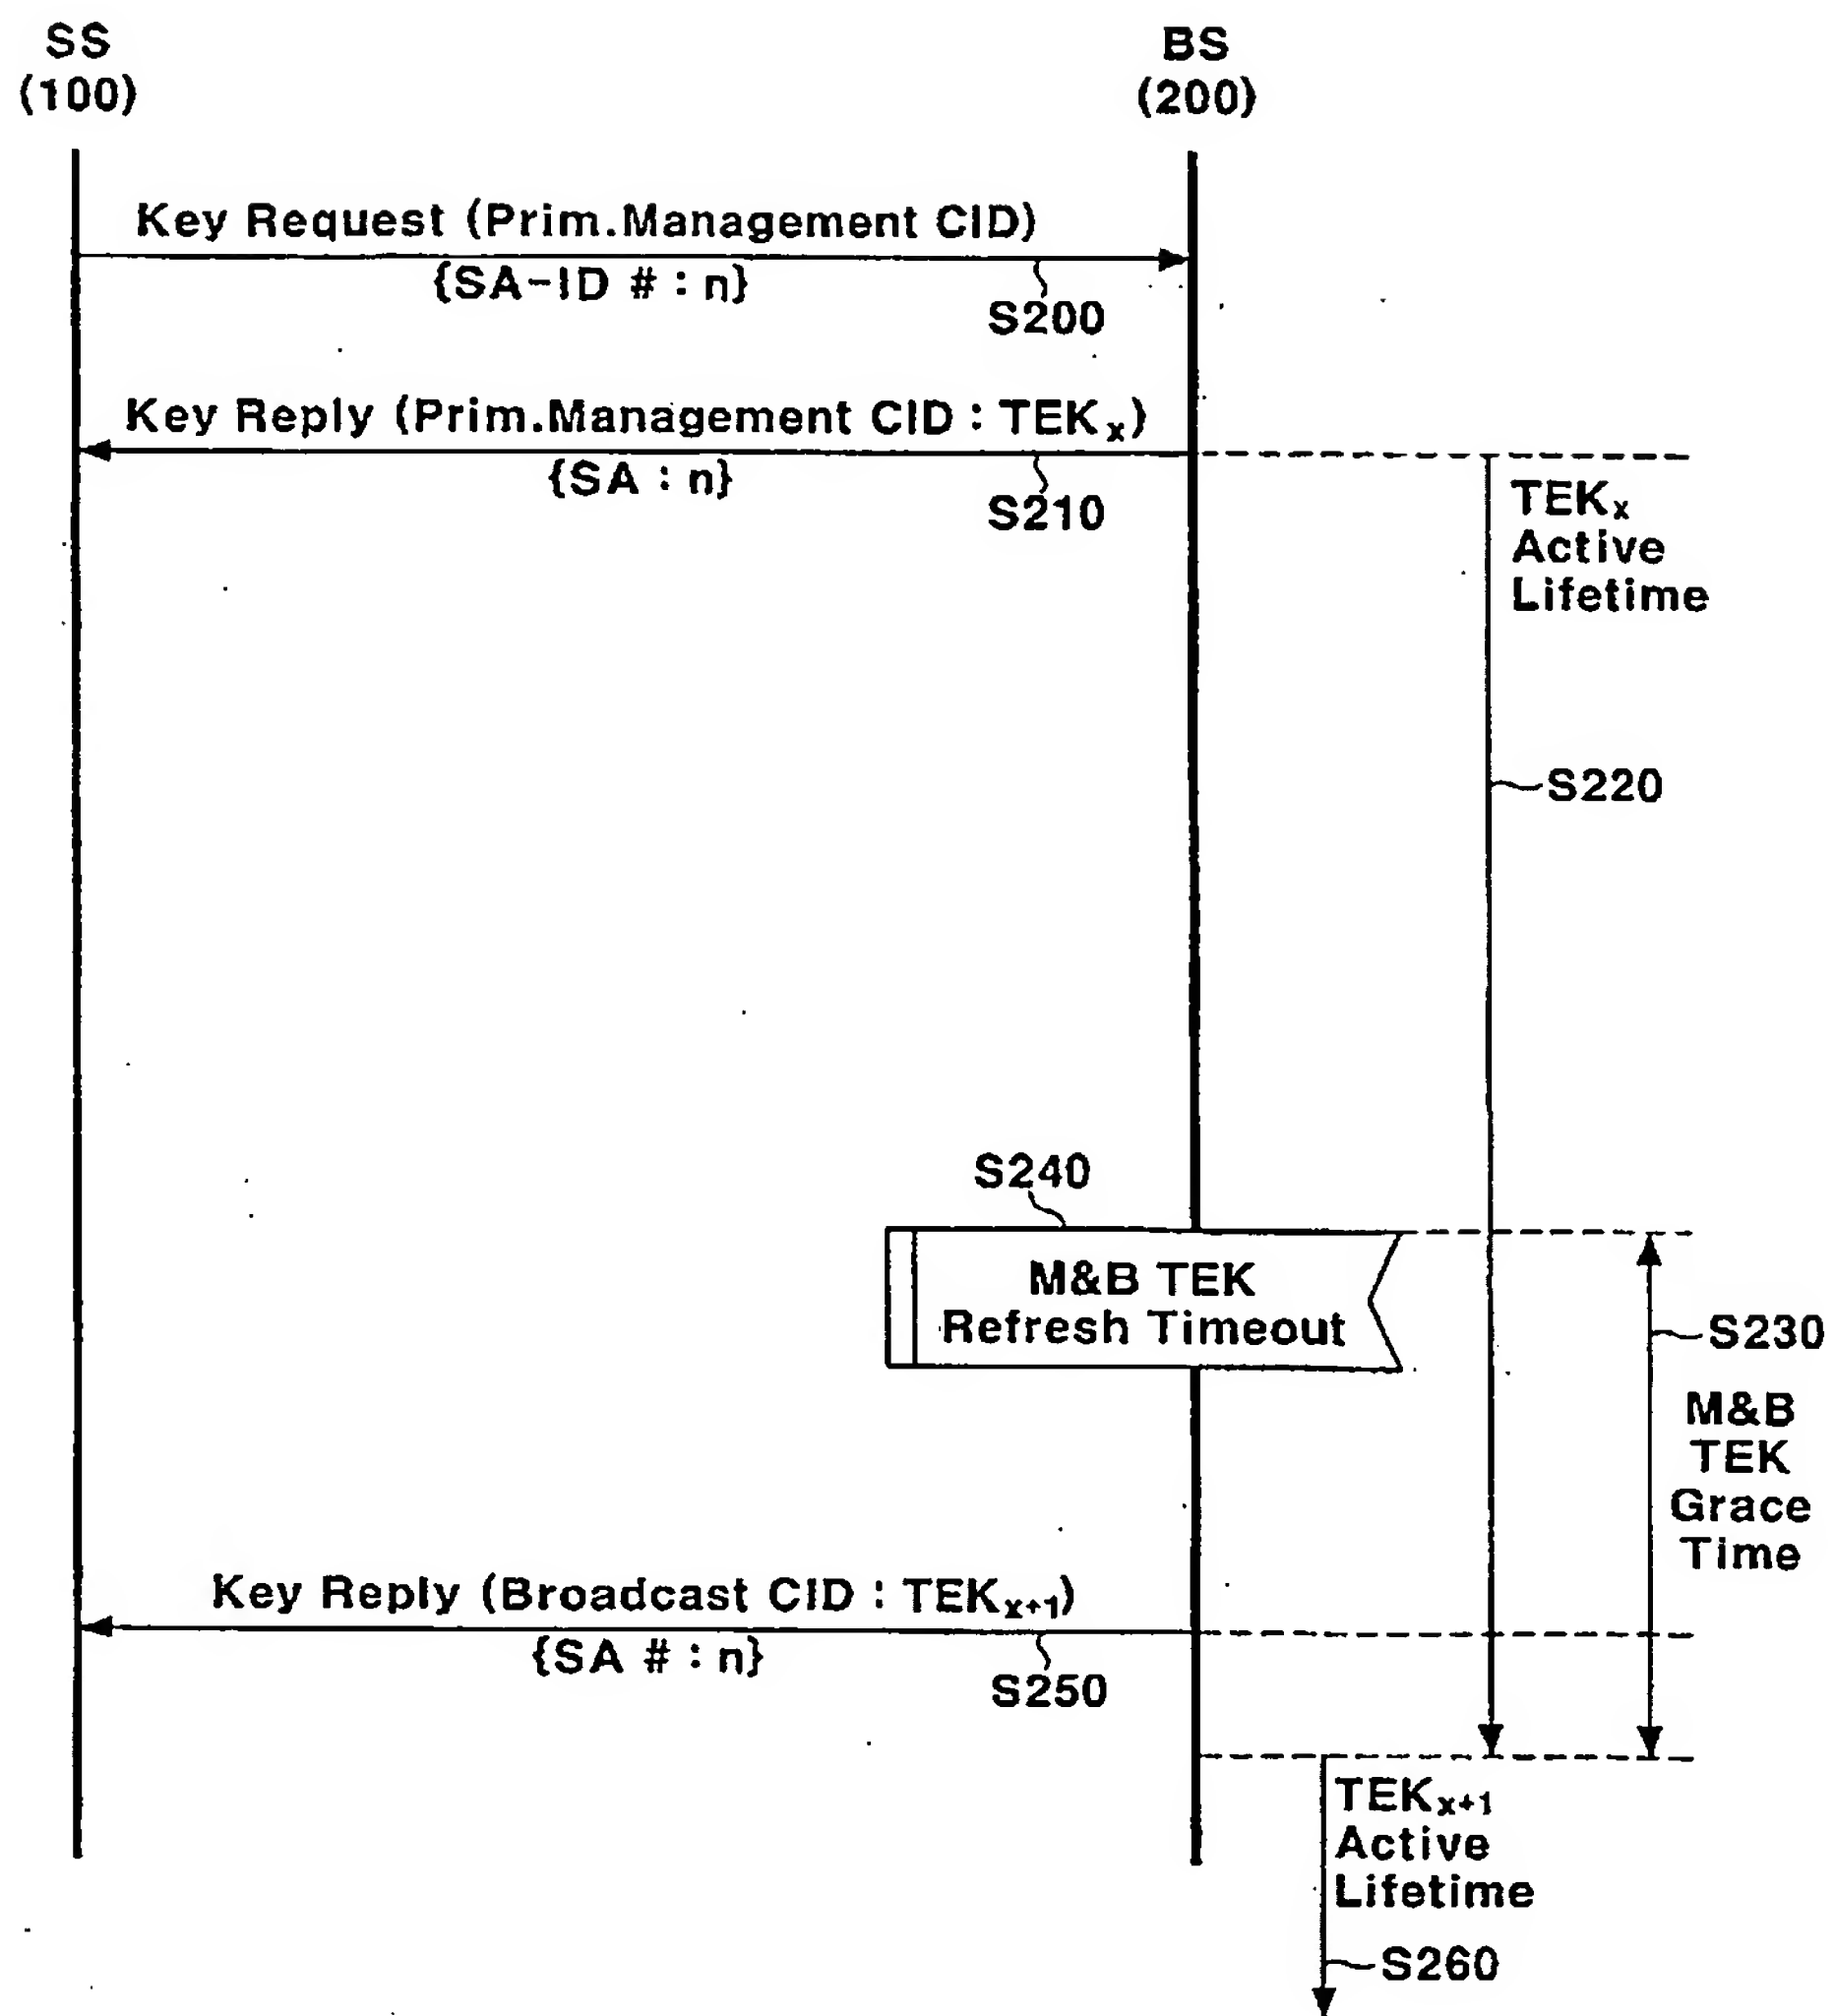 SS
(100)
BS
(200)
Key Request (Prim.Management CID)
{SA-ID # : n}
S200
Key Reply (Prim.Management CID : TEKx)
{SA : n}
S210
TEKx
Active
Lifetime
S220
S240
M&B TEK
Refresh Timeout
S230
M&B
TEK
Grace
Time
Key Reply (Broadcast CID : TEKx+1)
{SA # : n}
S250
TEKx+1
Active
Lifetime
S260